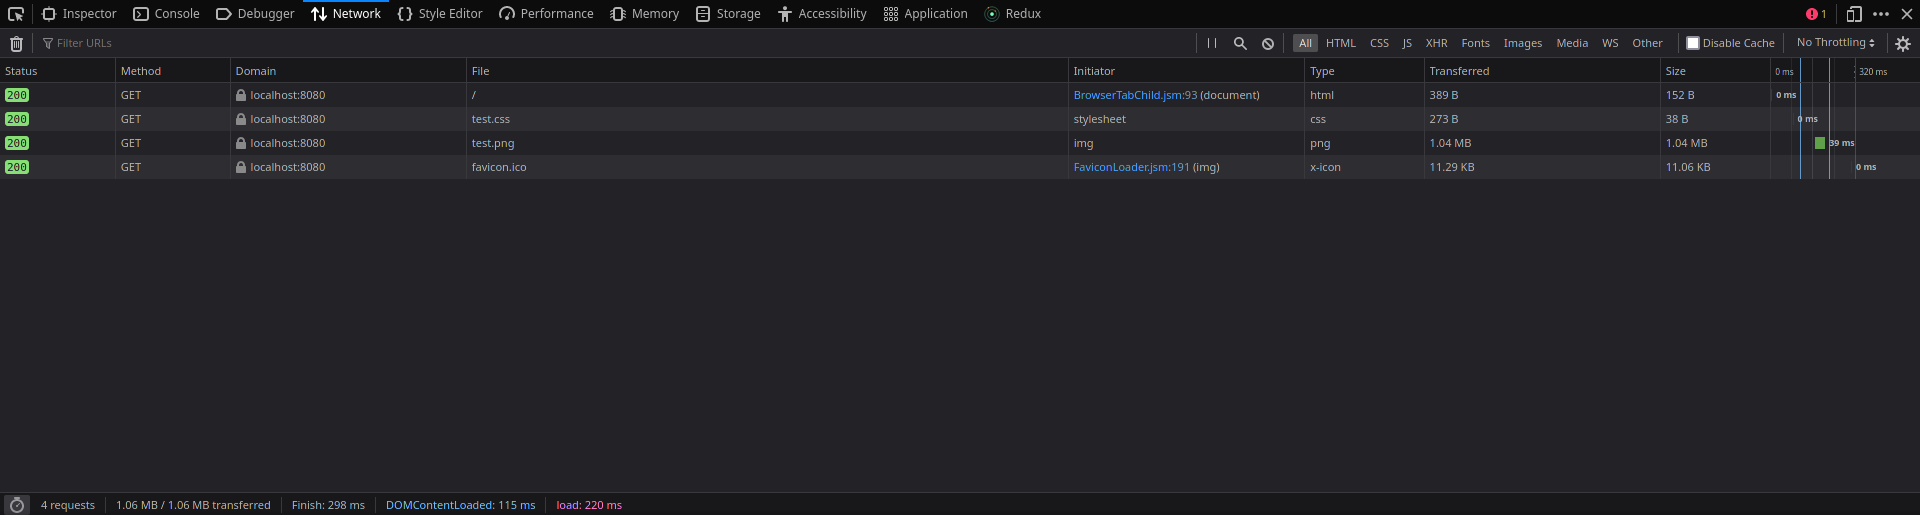 Inspector Console Debugger Network Style Editor Performance Memory Storage Accessibility Application Redux 1
Filter URLs All HTML CSS JS XHR Fonts Images Media WS Other Disable Cache No Throttling
Status Method Domain File Initiator Type Transferred Size 0 ms 320 ms
200 GET localhost:8080 / BrowserTabChild.jsm:93 (document) html 389 B 152 B 0 ms
200 GET localhost:8080 test.css stylesheet css 273 B 38 B 0 ms
200 GET localhost:8080 test.png img png 1.04 MB 1.04 MB 39 ms
200 GET localhost:8080 favicon.ico FaviconLoader.jsm:191 (img) x-icon 11.29 KB 11.06 KB 0 ms
4 requests 1.06 MB / 1.06 MB transferred Finish: 298 ms DOMContentLoaded: 115 ms load: 220 ms